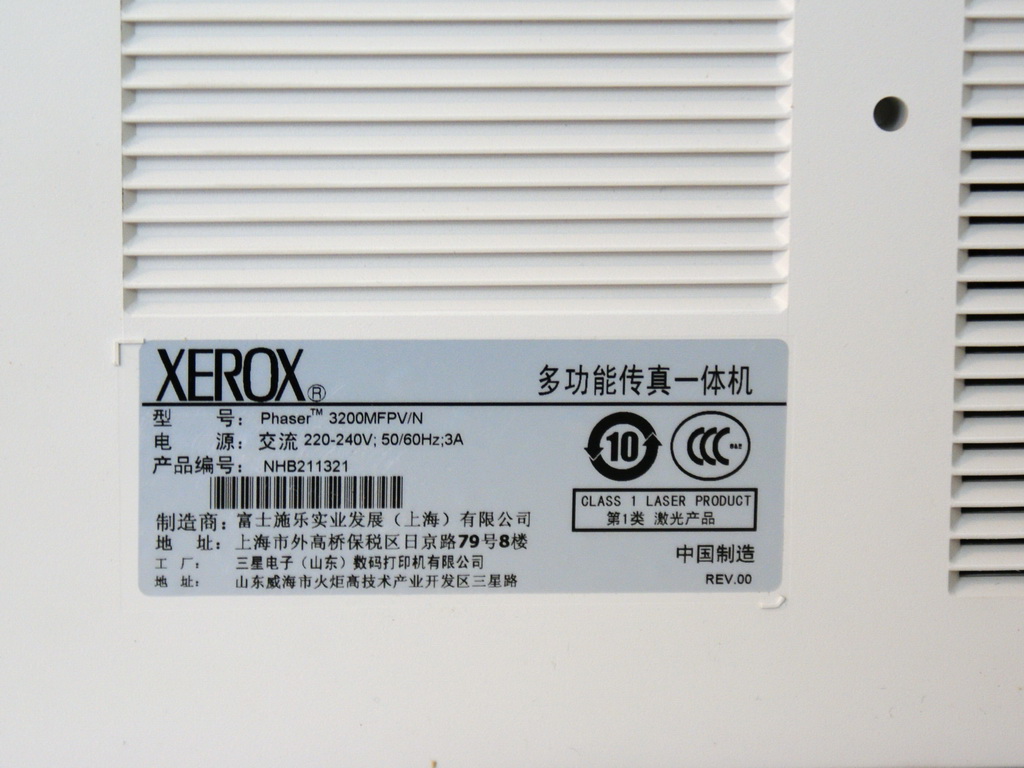 XEROX®
多功能传真一体机
型 号： Phaser™ 3200MFPV/N
电 源： 交流 220-240V; 50/60Hz;3A
产品编号： NHB211321
10
CCC S&E
CLASS 1 LASER PRODUCT
第1类 激光产品
制造商：富士施乐实业发展（上海）有限公司
地 址：上海市外高桥保税区日京路79号8楼
工 厂： 三星电子（山东）数码打印机有限公司
地 址： 山东威海市火炬高技术产业开发区三星路
中国制造
REV.00